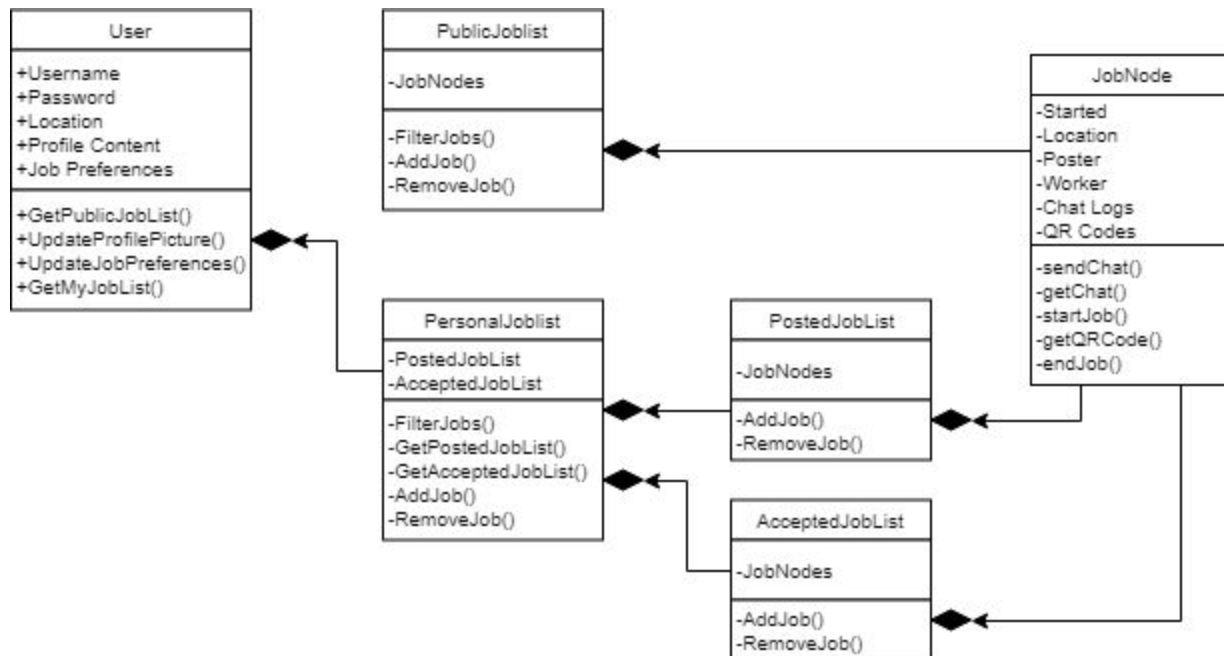 User
+Username
+Password
+Location
+Profile Content
+Job Preferences
+GetPublicJobList()
+UpdateProfilePicture()
+UpdateJobPreferences()
+GetMyJobList()
PublicJoblist
-JobNodes
-FilterJobs()
-AddJob()
-RemoveJob()
JobNode
-Started
-Location
-Poster
-Worker
-Chat Logs
-QR Codes
-sendChat()
-getChat()
-startJob()
-getQRCode()
-endJob()
PersonalJoblist
-PostedJobList
-AcceptedJobList
-FilterJobs()
-GetPostedJobList()
-GetAcceptedJobList()
-AddJob()
-RemoveJob()
PostedJobList
-JobNodes
-AddJob()
-RemoveJob()
AcceptedJobList
-JobNodes
-AddJob()
-RemoveJob()